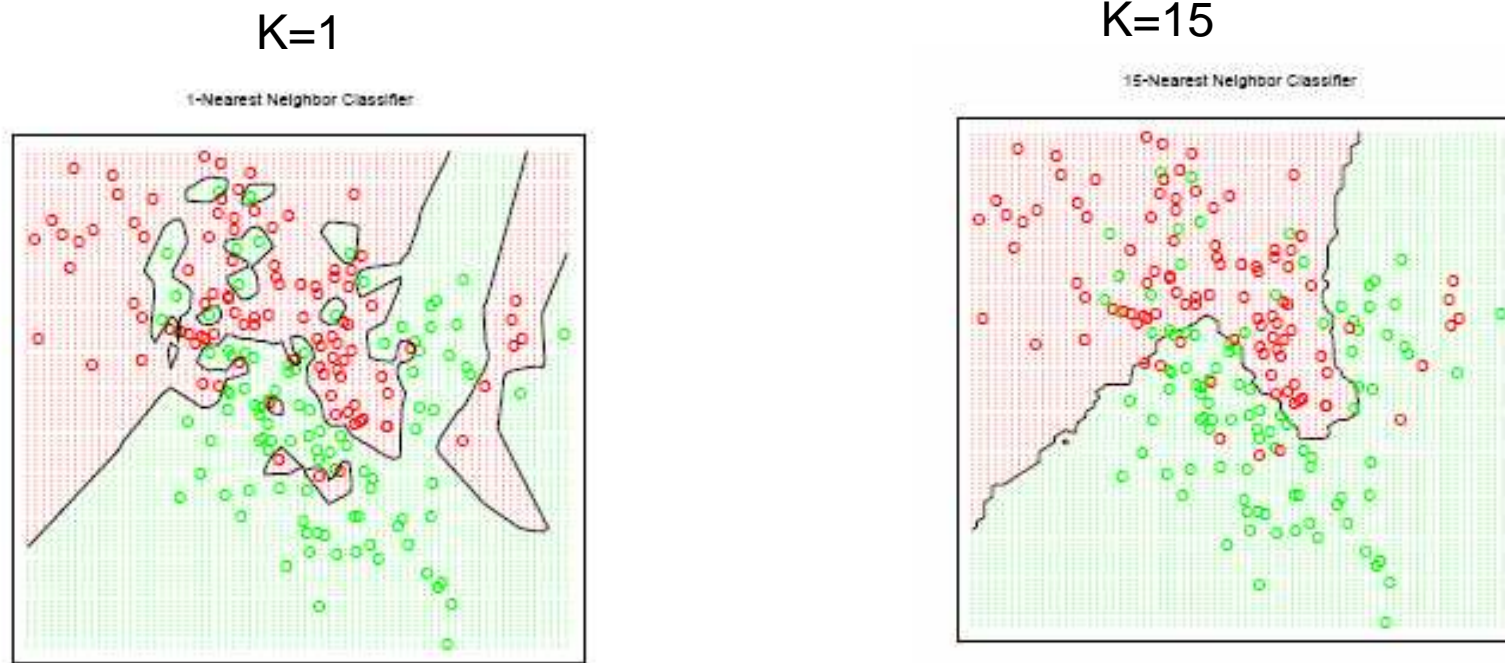 K=1
K=15
1-Nearest Neighbor Classifier
15-Nearest Neighbor Classifier